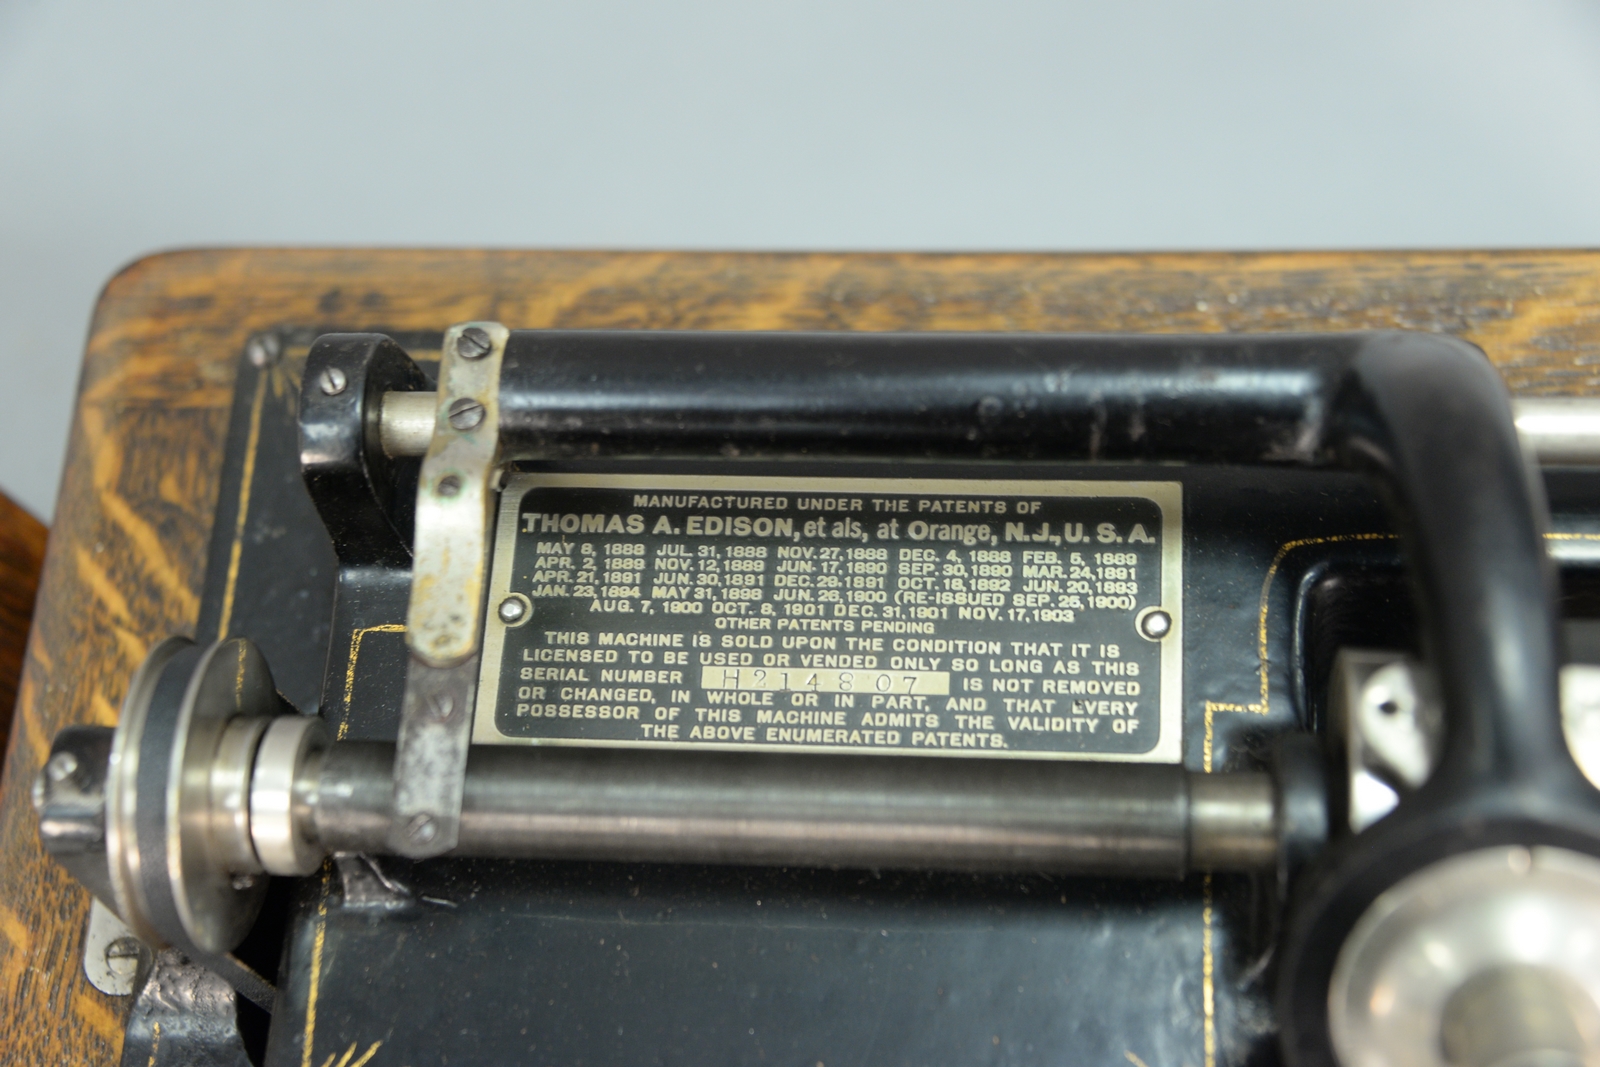 MANUFACTURED UNDER THE PATENTS OF
THOMAS A. EDISON, et als, at Orange, N.J., U. S. A.
MAY 8, 1888 JUL. 31, 1888 NOV. 27, 1888 DEC. 4, 1888 FEB. 5, 1889
APR. 2, 1889 NOV. 12, 1889 JUN. 17, 1890 SEP. 30, 1890 MAR. 24, 1891
APR. 21, 1891 JUN. 30, 1891 DEC. 29, 1891 OCT. 18, 1892 JUN. 20, 1893
JAN. 23, 1894 MAY 31, 1898 JUN. 26, 1900 (RE-ISSUED SEP. 25, 1900)
AUG. 7, 1900 OCT. 8, 1901 DEC. 31, 1901 NOV. 17, 1903
OTHER PATENTS PENDING
THIS MACHINE IS SOLD UPON THE CONDITION THAT IT IS
LICENSED TO BE USED OR VENDED ONLY SO LONG AS THIS
SERIAL NUMBER H214807 IS NOT REMOVED
OR CHANGED, IN WHOLE OR IN PART, AND THAT EVERY
POSSESSOR OF THIS MACHINE ADMITS THE VALIDITY OF
THE ABOVE ENUMERATED PATENTS.